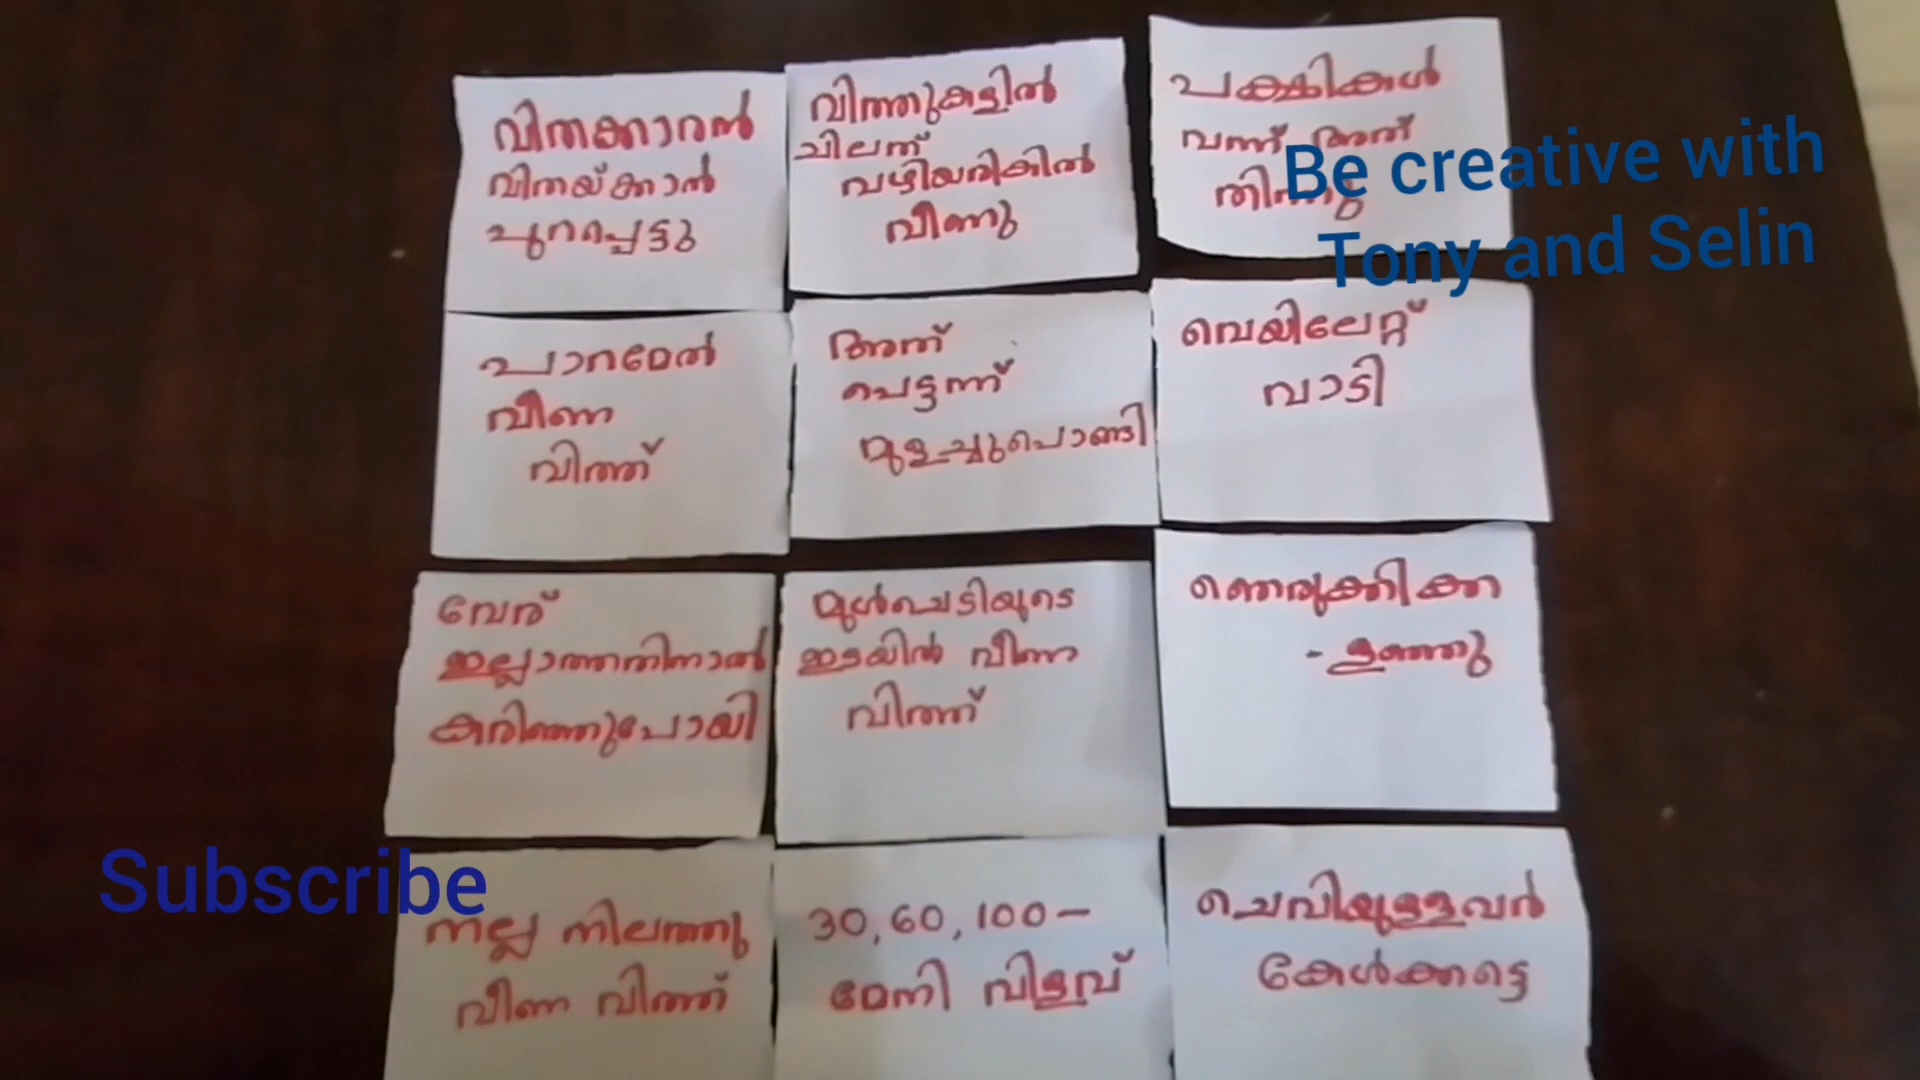 വിതക്കാരൻ
വിതയ്ക്കാൻ
പുറപ്പെട്ടു
വിത്തുകളിൽ
ചിലത്
വഴിയരികിൽ
വീണു
പക്ഷികൾ
വന്ന് അത്
തിന്നു
Be creative with
Tony and Selin
പാറമേൽ
വീണ
വിത്ത്
അത്
പെട്ടന്ന്
മുളച്ചുപൊങ്ങി
വെയിലേറ്റ്
വാടി
വേര്
ഇല്ലാത്തതിനാൽ
കരിഞ്ഞുപോയി
മുൾചെടിയുടെ
ഇടയിൽ വീണ
വിത്ത്
ഞെരുക്കിക്ക
-ളഞ്ഞു
Subscribe
നല്ല നിലത്തു
വീണ വിത്ത്
30, 60, 100-
മേനി വിളവ്
ചെവിയുള്ളവർ
കേൾക്കട്ടെ